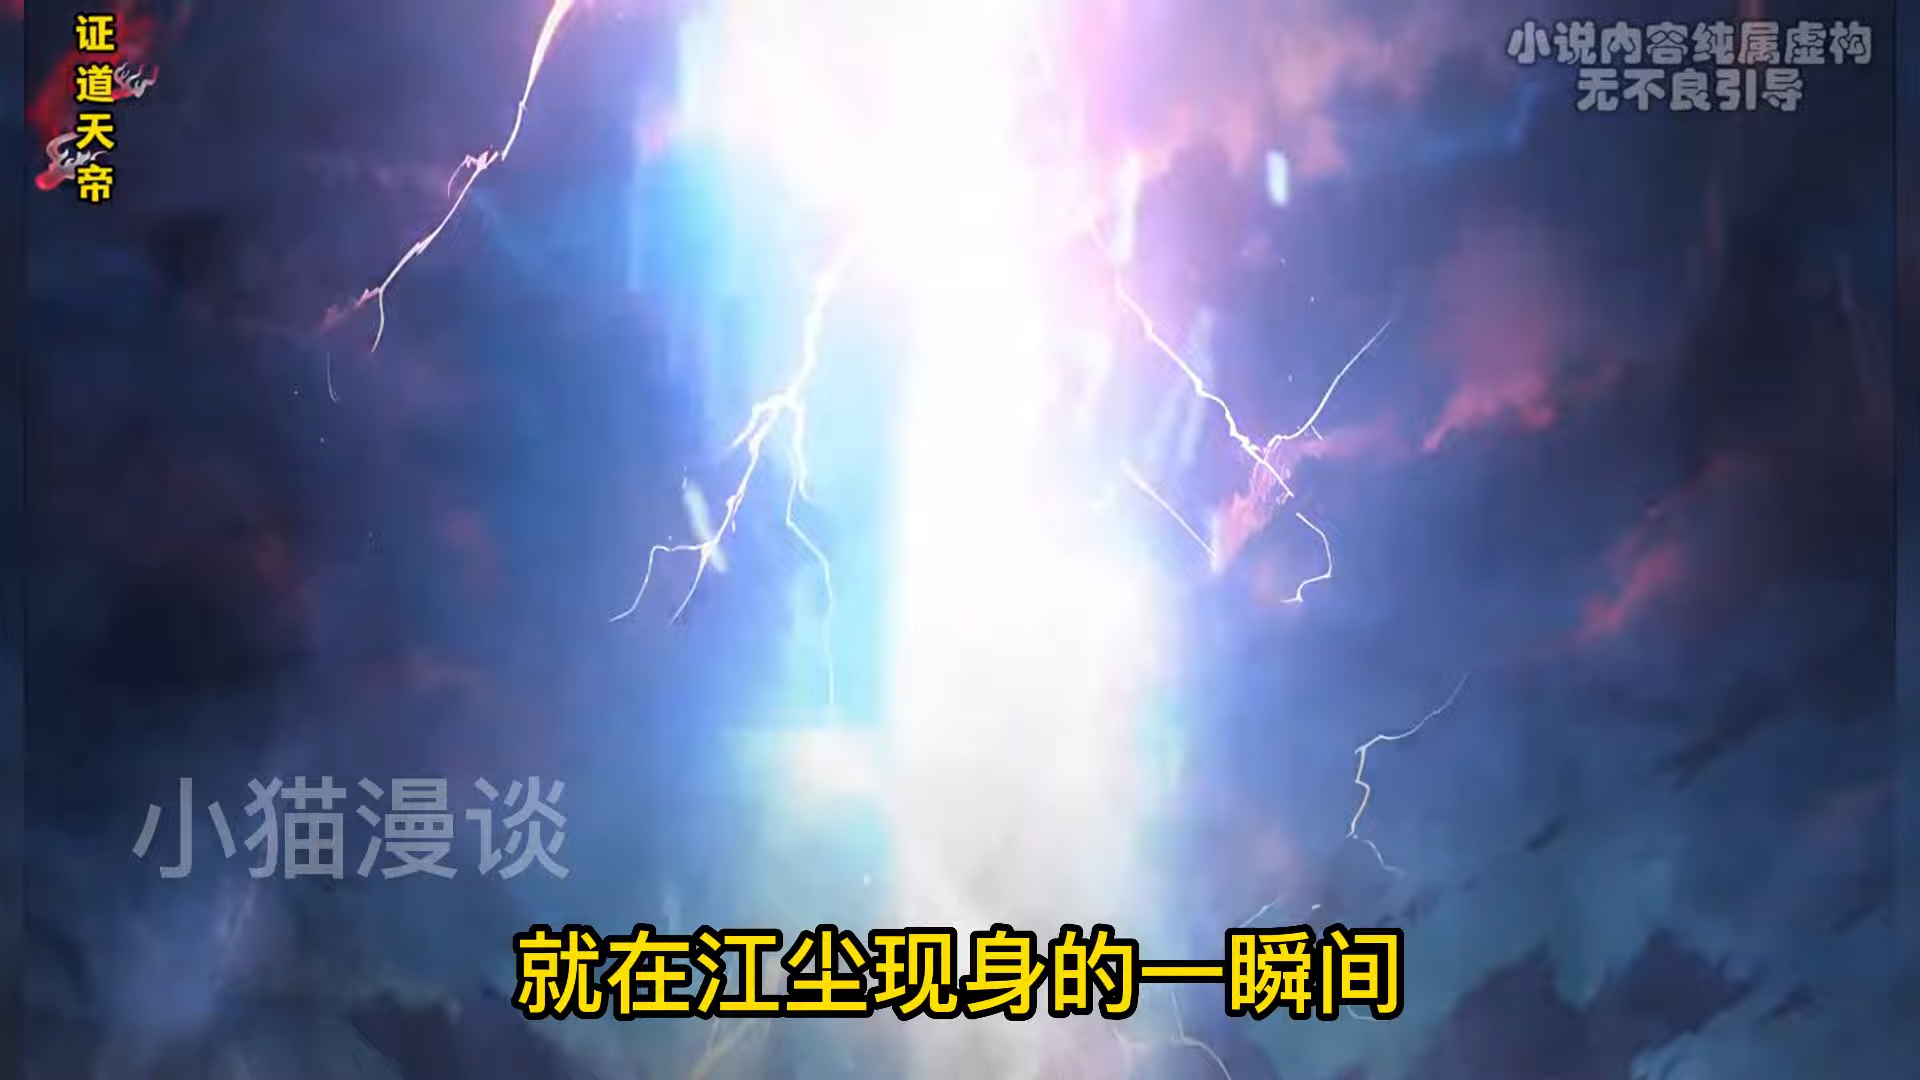 证道天帝
小说内容纯属虚构
无不良引导
小猫漫谈
就在江尘现身的一瞬间